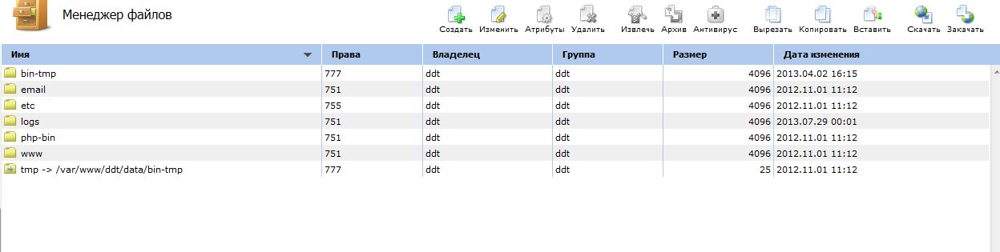 Менеджер файлов
Создать Изменить Атрибуты Удалить Извлечь Архив Антивирус Вырезать Копировать Вставить Скачать Закачать
Имя Права Владелец Группа Размер Дата изменения
bin-tmp 777 ddt ddt 4096 2013.04.02 16:15
email 751 ddt ddt 4096 2012.11.01 11:12
etc 755 ddt ddt 4096 2012.11.01 11:12
logs 751 ddt ddt 4096 2013.07.29 00:01
php-bin 751 ddt ddt 4096 2012.11.01 11:12
www 751 ddt ddt 4096 2012.11.01 11:12
tmp -> /var/www/ddt/data/bin-tmp 777 ddt ddt 25 2012.11.01 11:12